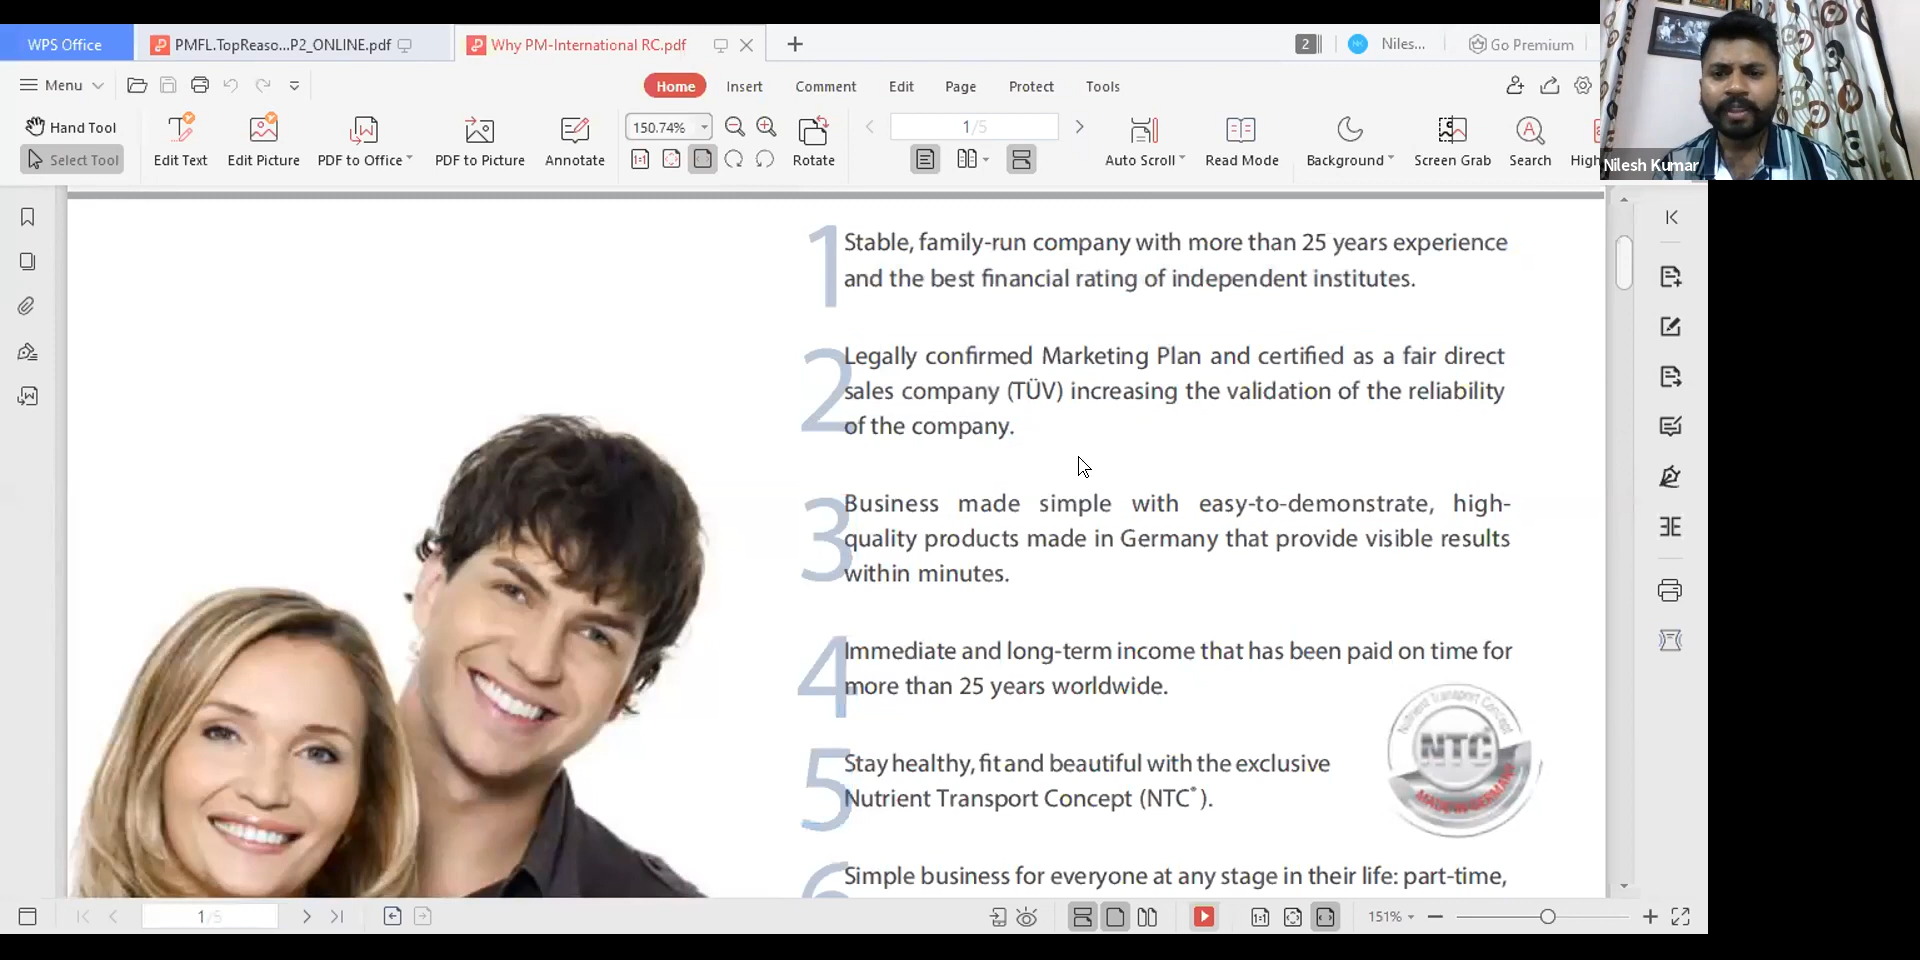 WPS Office
PMFL.TopReaso...P2_ONLINE.pdf
Why PM-International RC.pdf
2
NK
Niles...
Go Premium
Menu
Home
Insert
Comment
Edit
Page
Protect
Tools
Hand Tool
Select Tool
Edit Text
Edit Picture
PDF to Office
PDF to Picture
Annotate
150.74%
Rotate
1/5
Auto Scroll
Read Mode
Background
Screen Grab
Search
High
Nilesh Kumar
1
Stable, family-run company with more than 25 years experience
and the best financial rating of independent institutes.
2
Legally confirmed Marketing Plan and certified as a fair direct
sales company (TÜV) increasing the validation of the reliability
of the company.
3
Business made simple with easy-to-demonstrate, high-
quality products made in Germany that provide visible results
within minutes.
4
Immediate and long-term income that has been paid on time for
more than 25 years worldwide.
5
Stay healthy, fit and beautiful with the exclusive
Nutrient Transport Concept (NTC®).
Nutrient Transport Concept
NTC
MADE IN GERMANY
6
Simple business for everyone at any stage in their life: part-time,
1/5
151%